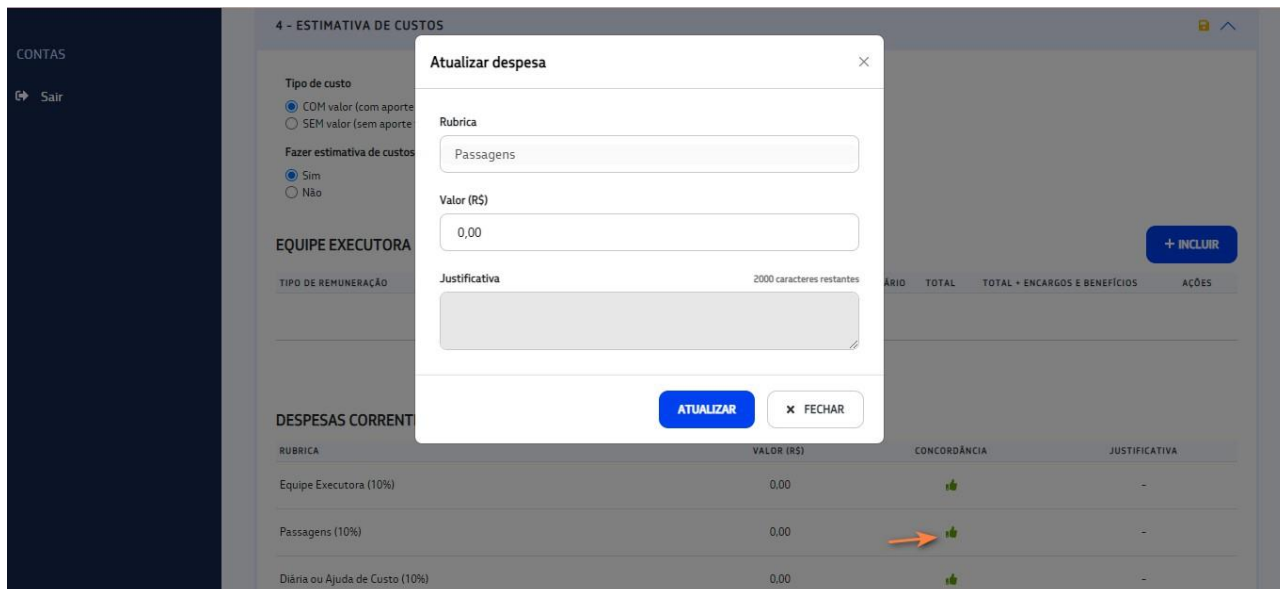 4 - ESTIMATIVA DE CUSTOS
CONTAS
Sair
Tipo de custo
COM valor (com aporte
SEM valor (sem aporte
Fazer estimativa de custos
Sim
Não
EQUIPE EXECUTORA
+ INCLUIR
TIPO DE REMUNERAÇÃO
ÁRIO TOTAL TOTAL + ENCARGOS E BENEFÍCIOS AÇÕES
Atualizar despesa
Rubrica
Passagens
Valor (R$)
0,00
Justificativa 2000 caracteres restantes
ATUALIZAR
FECHAR
DESPESAS CORRENT
RUBRICA VALOR (R$) CONCORDÂNCIA JUSTIFICATIVA
Equipe Executora (10%) 0,00 -
Passagens (10%) 0,00 -
Diária ou Ajuda de Custo (10%) 0,00 -